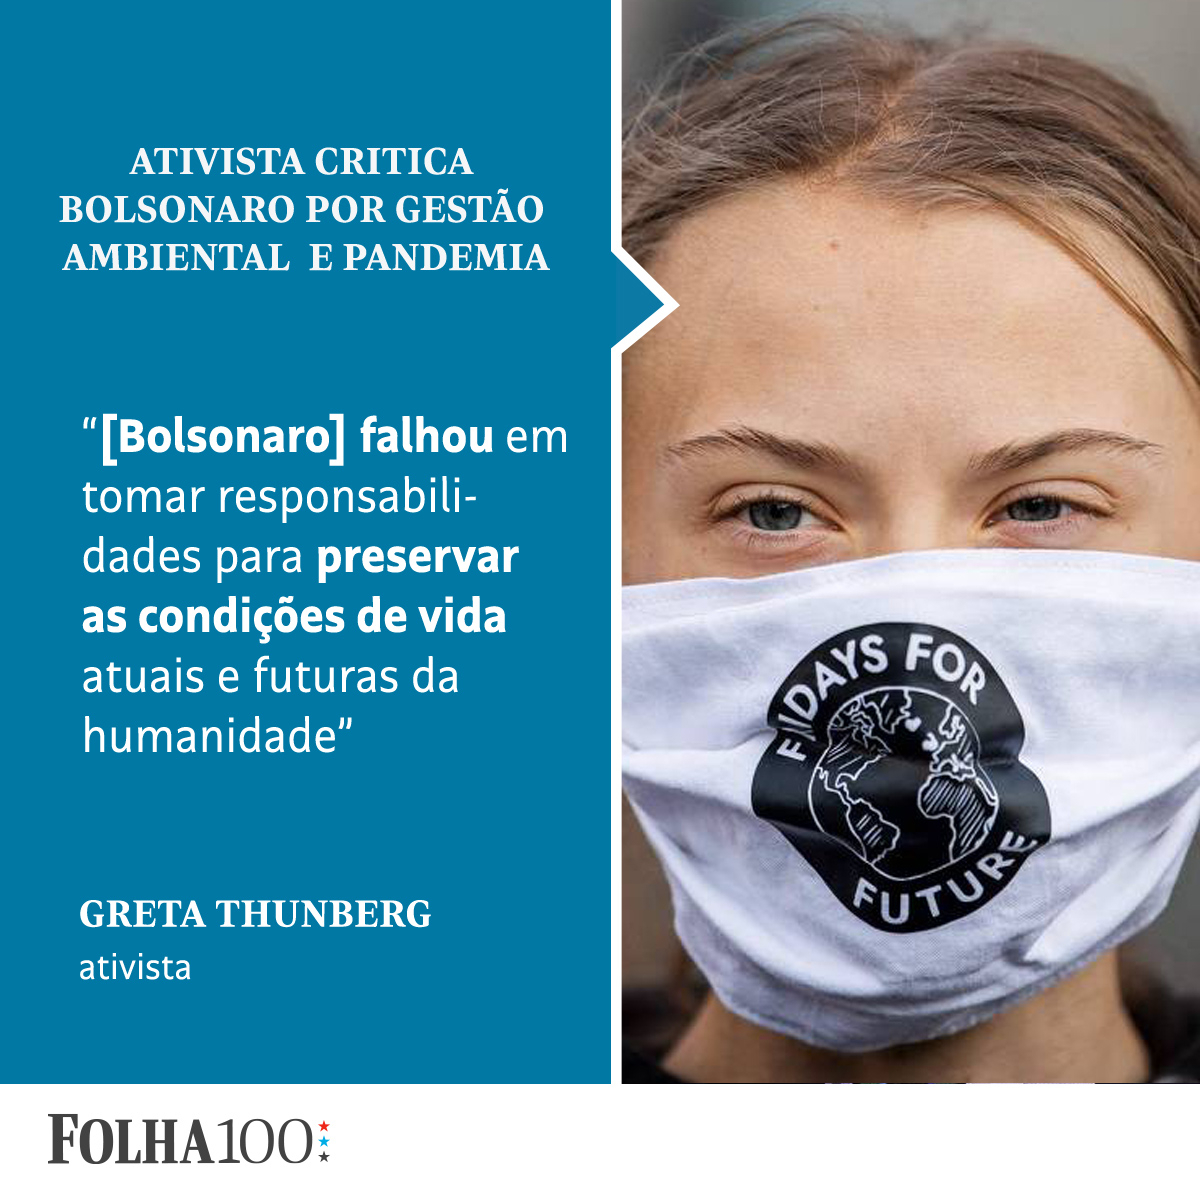 ATIVISTA CRITICA
BOLSONARO POR GESTÃO
AMBIENTAL E PANDEMIA
“[Bolsonaro] falhou em
tomar responsabili-
dades para preservar
as condições de vida
atuais e futuras da
humanidade”
GRETA THUNBERG
ativista
FRIDAYS FOR
FUTURE
FOLHA100